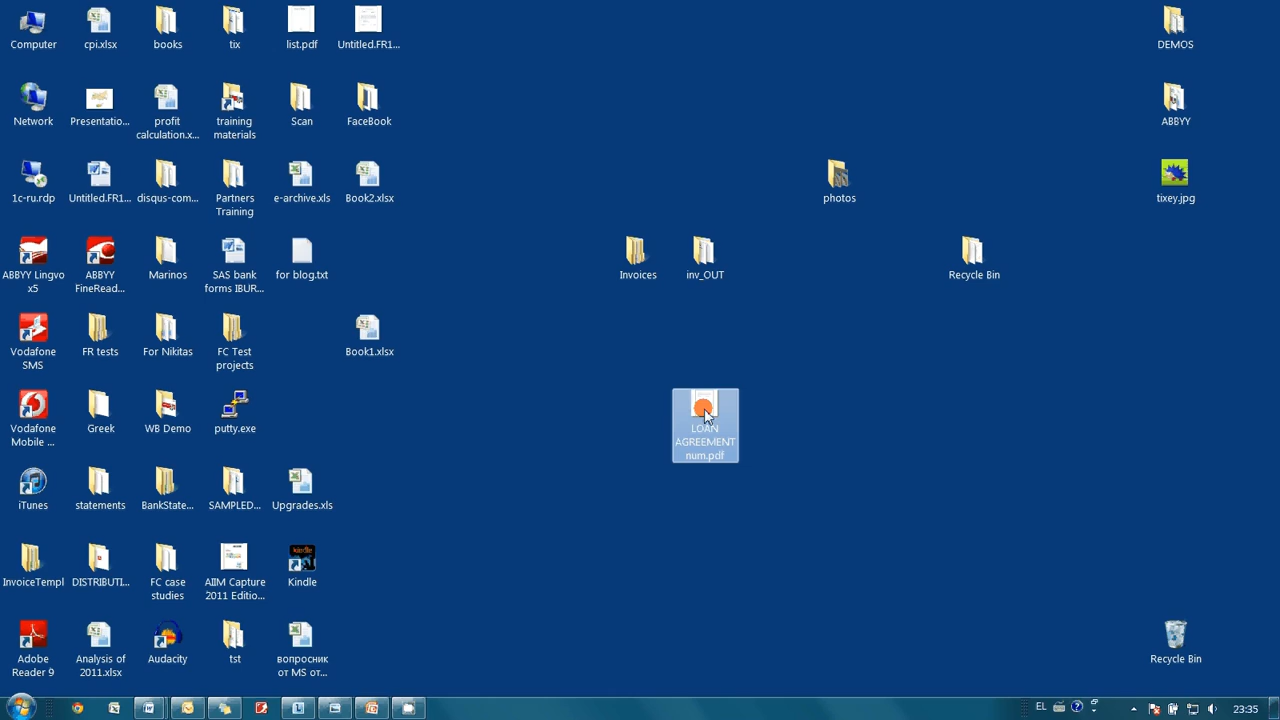 Computer
cpi.xlsx
books
tix
list.pdf
Untitled.FR1...
DEMOS
Network
Presentatio...
profit
calculation.x...
training
materials
Scan
FaceBook
ABBYY
1c-ru.rdp
Untitled.FR1...
disqus-com...
Partners
Training
e-archive.xls
Book2.xlsx
photos
tixey.jpg
ABBYY Lingvo
x5
ABBYY
FineRead...
Marinos
SAS bank
forms IBUR...
for blog.txt
Invoices
inv_OUT
Recycle Bin
Vodafone
SMS
FR tests
For Nikitas
FC Test
projects
Book1.xlsx
Vodafone
Mobile ...
Greek
WB Demo
putty.exe
LOAN
AGREEMENT
num.pdf
iTunes
statements
BankState...
SAMPLED...
Upgrades.xls
InvoiceTempl
DISTRIBUTI...
FC case
studies
AIIM Capture
2011 Editio...
kindle
Kindle
Adobe
Reader 9
Analysis of
2011.xlsx
Audacity
tst
вопросник
от MS от...
Recycle Bin
EL
23:35